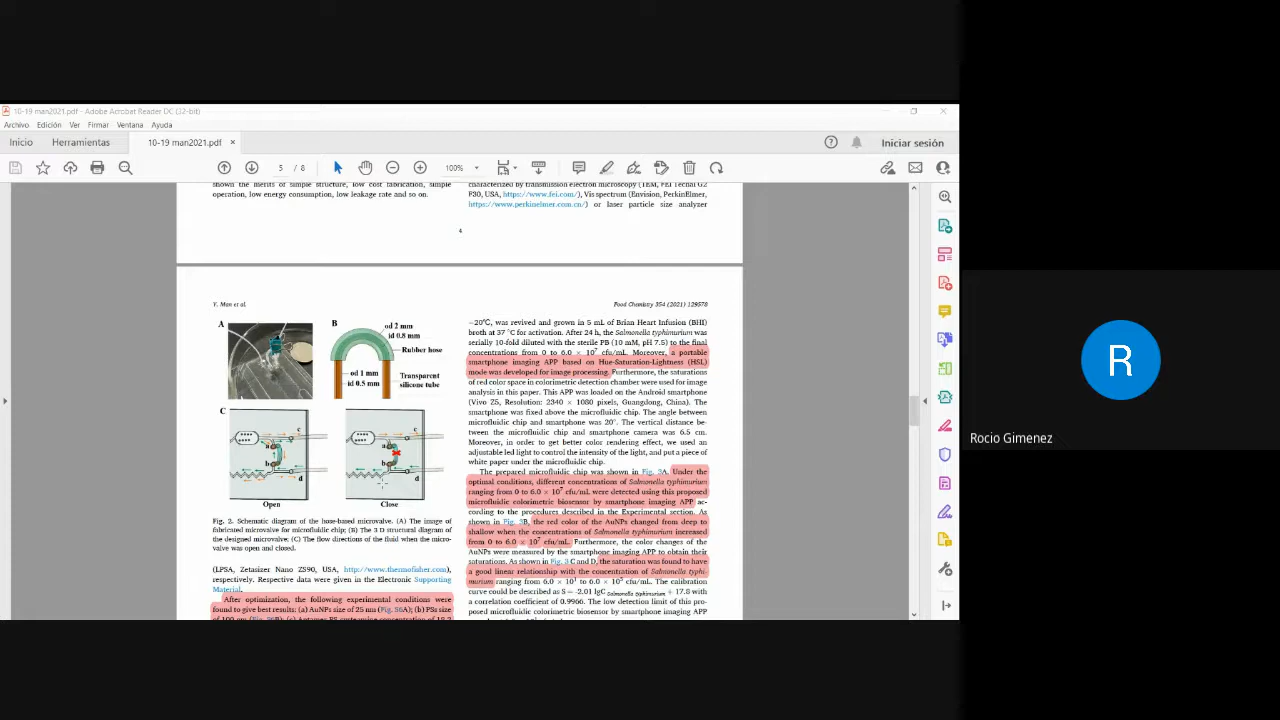 10-19 man2021.pdf - Adobe Acrobat Reader DC (32-bit)
Archivo Edición Ver Firmar Ventana Ayuda
Inicio Herramientas 10-19 man2021.pdf × Iniciar sesión
5 / 8 100%
shown the merits of simple structure, low cost fabrication, simple
operation, low energy consumption, low leakage rate and so on.
characterized by transmission electron microscopy (TEM, FEI Tecnai G2
F30, USA, https://www.fei.com/), Vis spectrum (Envision, PerkinElmer,
https://www.perkinelmer.com.cn/) or laser particle size analyzer
4
Y. Man et al.
Food Chemistry 354 (2021) 129578
A
B
od 2 mm
id 0.8 mm
Rubber hose
od 1 mm
id 0.5 mm
Transparent
silicone tube
C
a
b
c
d
a
b
c
d
Open
Close
Fig. 2. Schematic diagram of the hose-based microvalve. (A) The image of
fabricated microvalve for microfluidic chip; (B) The 3 D structural diagram of
the designed microvalve; (C) The flow directions of the fluid when the micro-
valve was open and closed.
(LPSA, Zetasizer Nano ZS90, USA, http://www.thermofisher.com),
respectively. Respective data were given in the Electronic Supporting
Material.
After optimization, the following experimental conditions were
found to give best results: (a) AuNPs size of 25 nm (Fig. S6A); (b) PSs size
−20°C, was revived and grown in 5 mL of Brian Heart Infusion (BHI)
broth at 37 °C for activation. After 24 h, the Salmonella typhimurium was
serially 10-fold diluted with the sterile PB (10 mM, pH 7.5) to the final
concentrations from 0 to 6.0 × 10⁷ cfu/mL. Moreover, a portable
smartphone imaging APP based on Hue-Saturation-Lightness (HSL)
mode was developed for image processing. Furthermore, the saturations
of red color space in colorimetric detection chamber were used for image
analysis in this paper. This APP was loaded on the Android smartphone
(Vivo Z5, Resolution: 2340 × 1080 pixels, Guangdong, China). The
smartphone was fixed above the microfluidic chip. The angle between
microfluidic chip and smartphone was 20°. The vertical distance be-
tween the microfluidic chip and smartphone camera was 6.5 cm.
Moreover, in order to get better color rendering effect, we used an
adjustable led light to control the intensity of the light, and put a piece of
white paper under the microfluidic chip.
The prepared microfluidic chip was shown in Fig. 3A. Under the
optimal conditions, different concentrations of Salmonella typhimurium
ranging from 0 to 6.0 × 10⁷ cfu/mL were detected using this proposed
microfluidic colorimetric biosensor by smartphone imaging APP ac-
cording to the procedures described in the Experimental section. As
shown in Fig. 3B, the red color of the AuNPs changed from deep to
shallow when the concentrations of Salmonella typhimurium increased
from 0 to 6.0 × 10⁷ cfu/mL. Furthermore, the color changes of the
AuNPs were measured by the smartphone imaging APP to obtain their
saturations. As shown in Fig. 3 C and D, the saturation was found to have
a good linear relationship with the concentration of Salmonella typhi-
murium ranging from 6.0 × 10¹ to 6.0 × 10⁵ cfu/mL. The calibration
curve could be described as S = -2.01 lgC Salmonella typhimurium + 17.8 with
a correlation coefficient of 0.9966. The low detection limit of this pro-
posed microfluidic colorimetric biosensor by smartphone imaging APP
R
Rocio Gimenez